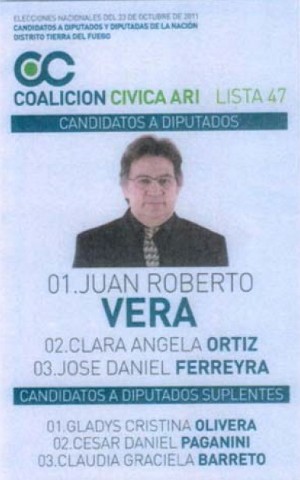 ELECCIONES NACIONALES DEL 23 DE OCTUBRE DE 2011
CANDIDATOS A DIPUTADOS Y DIPUTADAS DE LA NACIÓN
DISTRITO TIERRA DEL FUEGO
CC
COALICION CIVICA ARI LISTA 47
CANDIDATOS A DIPUTADOS
01.JUAN ROBERTO
VERA
02.CLARA ANGELA ORTIZ
03.JOSE DANIEL FERREYRA
CANDIDATOS A DIPUTADOS SUPLENTES
01.GLADYS CRISTINA OLIVERA
02.CESAR DANIEL PAGANINI
03.CLAUDIA GRACIELA BARRETO